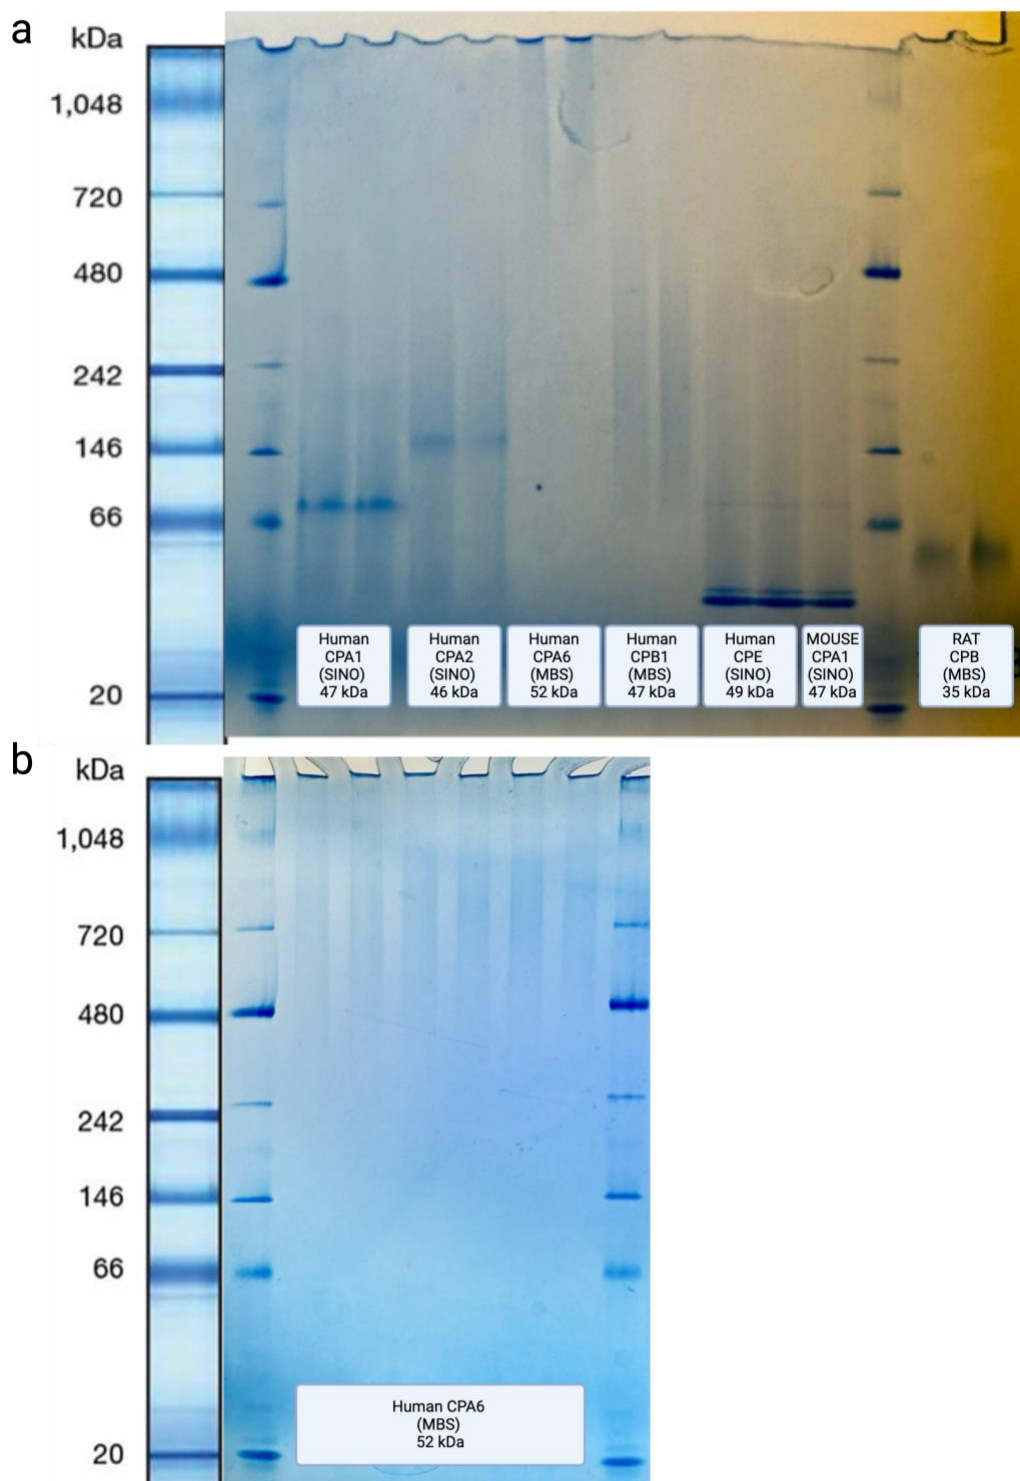 a
kDa
1,048
720
480
242
146
66
20
Human
CPA1
(SINO)
47 kDa
Human
CPA2
(SINO)
46 kDa
Human
CPA6
(MBS)
52 kDa
Human
CPB1
(MBS)
47 kDa
Human
CPE
(SINO)
49 kDa
MOUSE
CPA1
(SINO)
47 kDa
RAT
CPB
(MBS)
35 kDa
b
kDa
1,048
720
480
242
146
66
20
Human CPA6
(MBS)
52 kDa